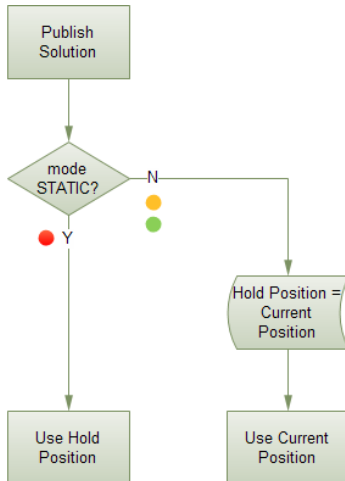 Publish
Solution
mode
STATIC?
N
Y
Hold Position =
Current
Position
Use Hold
Position
Use Current
Position